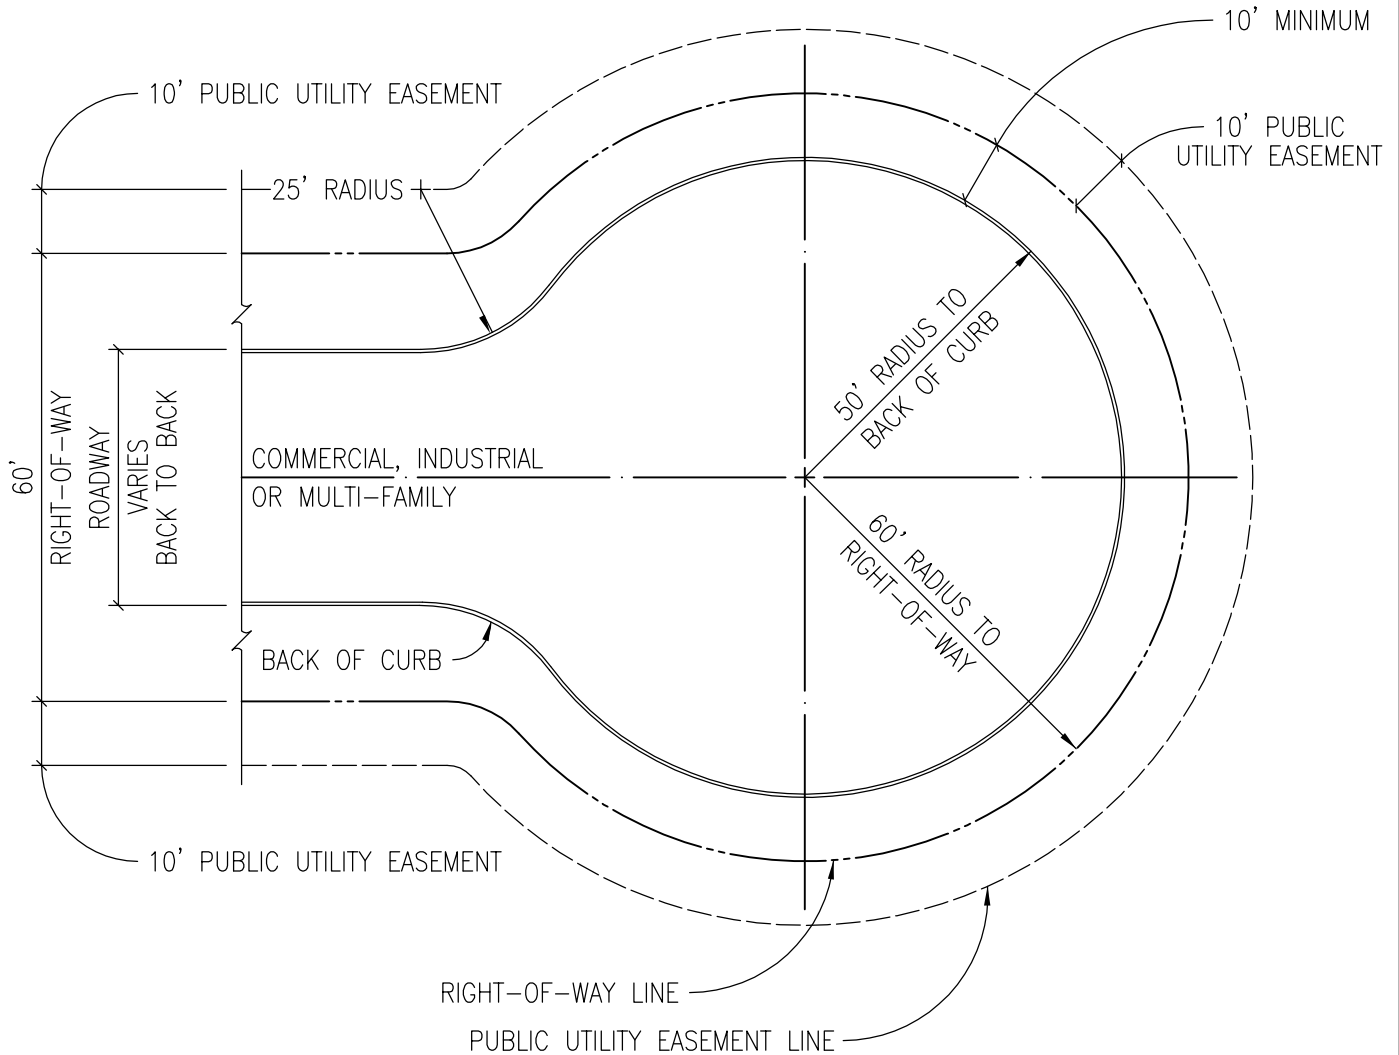 10' MINIMUM
10' PUBLIC UTILITY EASEMENT
10' PUBLIC
UTILITY EASEMENT
25' RADIUS
50' RADIUS TO
BACK OF CURB
60'
RIGHT-OF-WAY
ROADWAY
VARIES
BACK TO BACK
COMMERCIAL, INDUSTRIAL
OR MULTI-FAMILY
60' RADIUS TO
RIGHT-OF-WAY
BACK OF CURB
10' PUBLIC UTILITY EASEMENT
RIGHT-OF-WAY LINE
PUBLIC UTILITY EASEMENT LINE